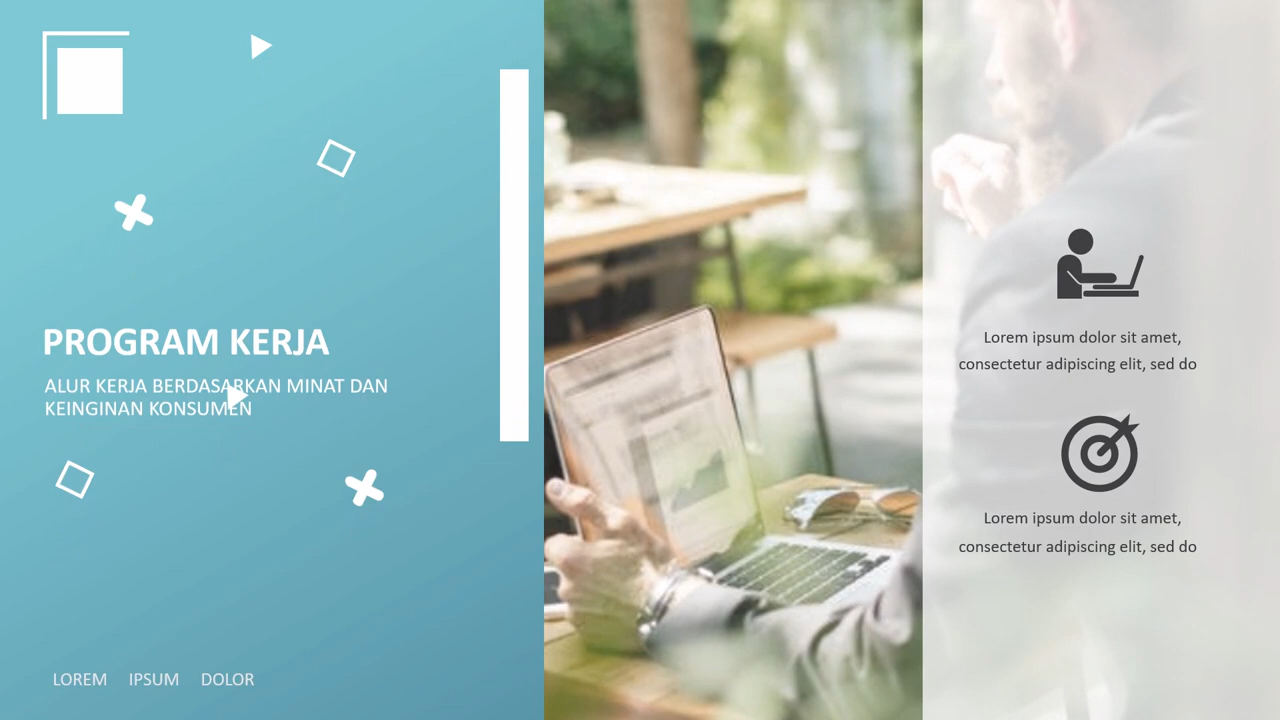 PROGRAM KERJA
ALUR KERJA BERDASARKAN MINAT DAN
KEINGINAN KONSUMEN
LOREM IPSUM DOLOR
Lorem ipsum dolor sit amet,
consectetur adipiscing elit, sed do
Lorem ipsum dolor sit amet,
consectetur adipiscing elit, sed do